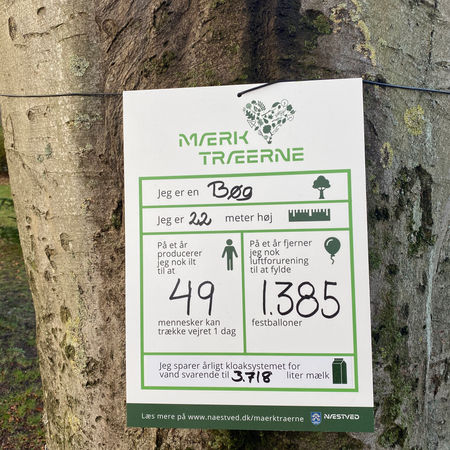 MÆRK
TRÆERNE
Jeg er en Bøg
Jeg er 22 meter høj
På et år
producerer
jeg nok ilt
til at
49
mennesker kan
trække vejret 1 dag
På et år fjerner
jeg nok
luftforurening
til at fylde
1.385
festballoner
Jeg sparer årligt kloaksystemet for
vand svarende til 3.718 liter mælk
Læs mere på www.naestved.dk/maerktraerne
NÆSTVED